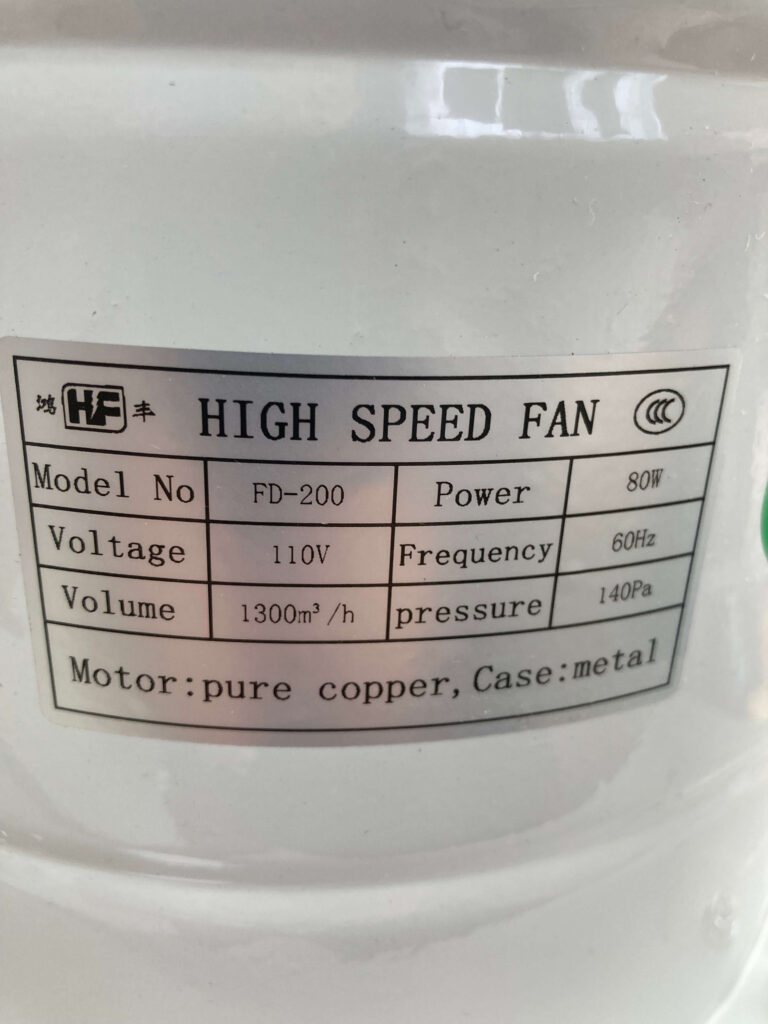 鸿 HF 丰 HIGH SPEED FAN CCC
Model No FD-200 Power 80W
Voltage 110V Frequency 60Hz
Volume 1300m³/h pressure 140Pa
Motor:pure copper,Case:metal